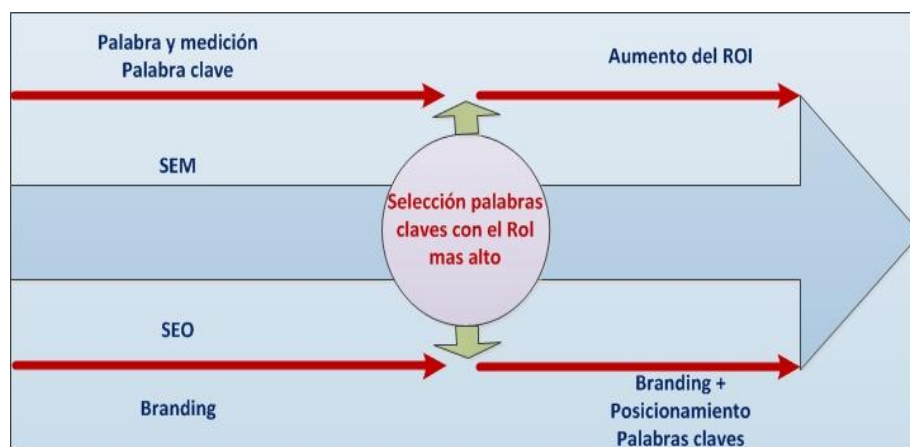 Palabra y medición
Palabra clave
Aumento del ROI
SEM
Selección palabras
claves con el RoI
mas alto
SEO
Branding
Branding +
Posicionamiento
Palabras claves